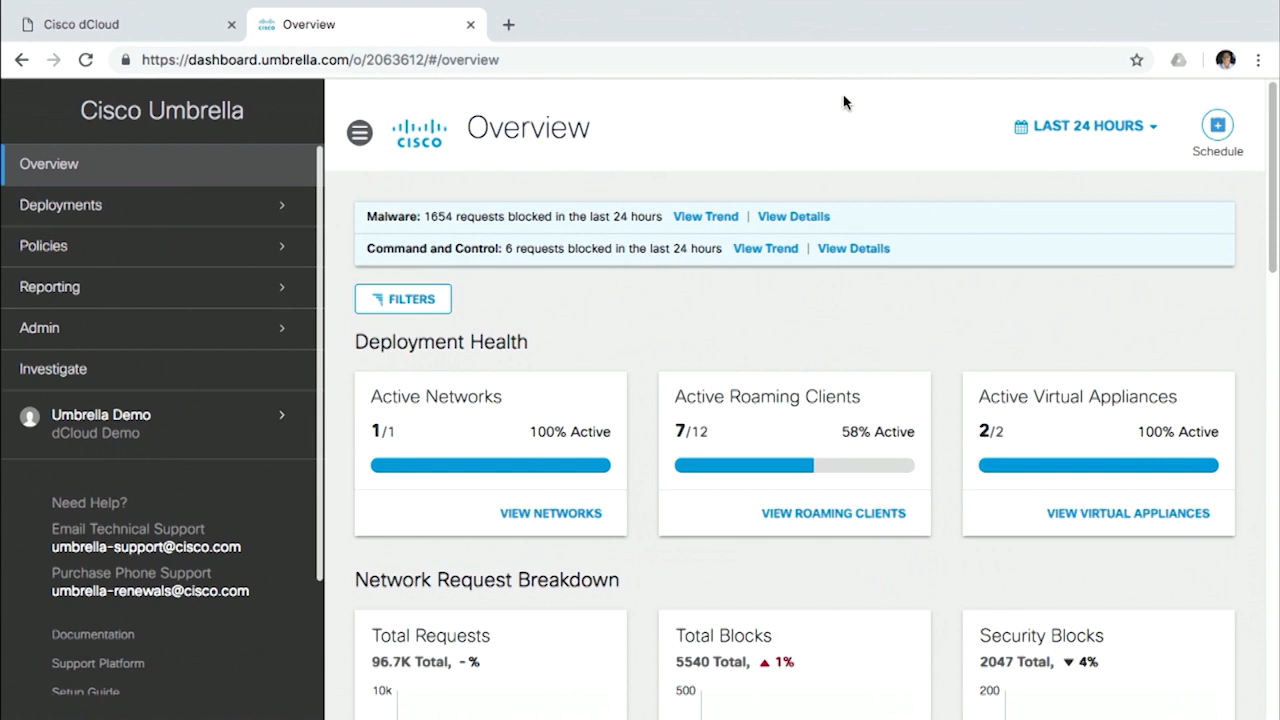 Cisco dCloud
Overview
https://dashboard.umbrella.com/o/2063612/#/overview
Cisco Umbrella
Overview
Deployments
Policies
Reporting
Admin
Investigate
Umbrella Demo
dCloud Demo
Need Help?
Email Technical Support
umbrella-support@cisco.com
Purchase Phone Support
umbrella-renewals@cisco.com
Documentation
Support Platform
Setup Guide
CISCO
Overview
LAST 24 HOURS
Schedule
Malware: 1654 requests blocked in the last 24 hours View Trend | View Details
Command and Control: 6 requests blocked in the last 24 hours View Trend | View Details
FILTERS
Deployment Health
Active Networks
1/1 100% Active
VIEW NETWORKS
Active Roaming Clients
7/12 58% Active
VIEW ROAMING CLIENTS
Active Virtual Appliances
2/2 100% Active
VIEW VIRTUAL APPLIANCES
Network Request Breakdown
Total Requests
96.7K Total, - %
10k
Total Blocks
5540 Total, ▲ 1%
500
Security Blocks
2047 Total, ▼ 4%
200